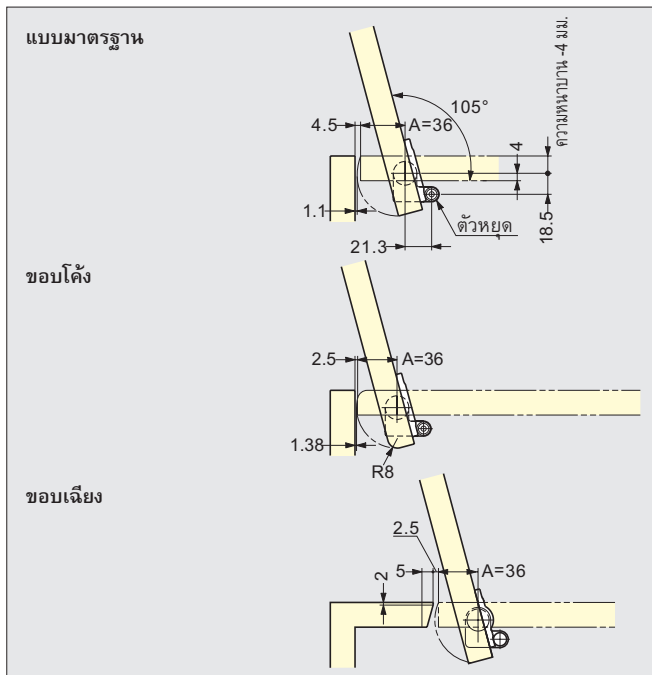 แบบมาตรฐาน
4.5
A=36
105°
ความหนาบาน -4 มม.
4
18.5
1.1
21.3
ตัวหยุด
ขอบโค้ง
2.5
A=36
1.38
R8
ขอบเฉียง
2.5
5
A=36
2